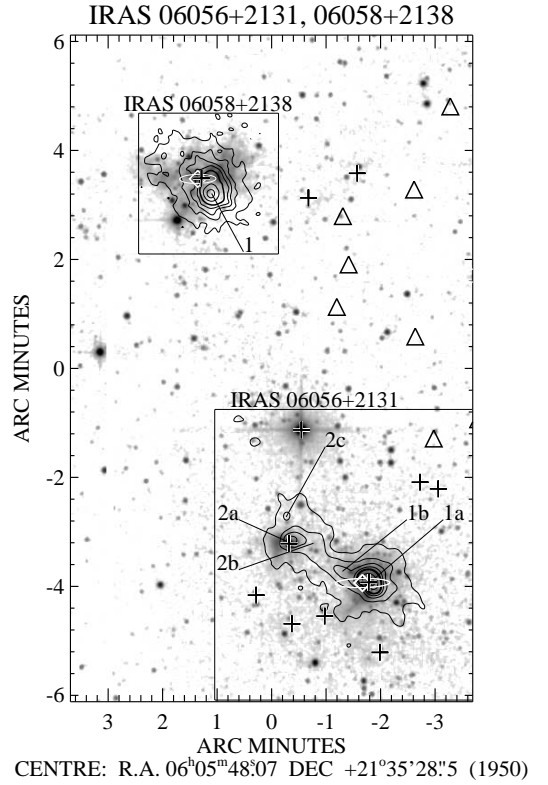 IRAS 06056+2131, 06058+2138
6
IRAS 06058+2138
4
1
2
0
IRAS 06056+2131
2c
-2
2a 1b 1a
2b
-4
-6
3 2 1 0 -1 -2 -3
ARC MINUTES
ARC MINUTES
CENTRE: R.A. 06h05m48s.07 DEC +21°35'28".5 (1950)